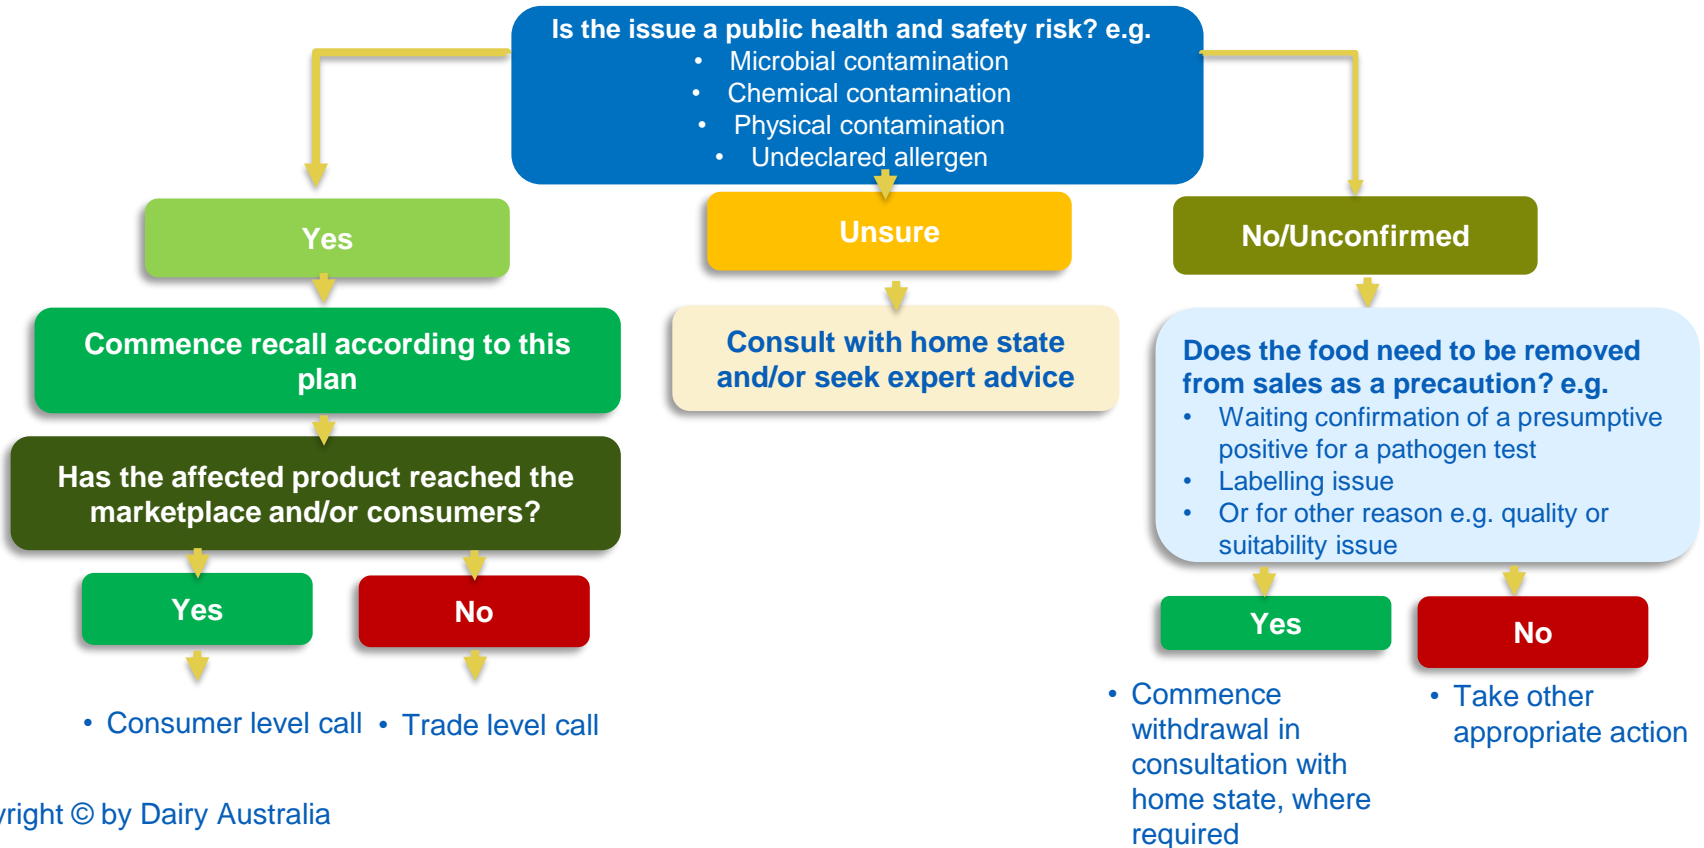 Is the issue a public health and safety risk? e.g.
• Microbial contamination
• Chemical contamination
• Physical contamination
• Undeclared allergen
Yes
Unsure
No/Unconfirmed
Commence recall according to this
plan
Consult with home state
and/or seek expert advice
Does the food need to be removed
from sales as a precaution? e.g.
• Waiting confirmation of a presumptive
positive for a pathogen test
• Labelling issue
• Or for other reason e.g. quality or
suitability issue
Has the affected product reached the
marketplace and/or consumers?
Yes
No
Yes
No
• Consumer level call
• Trade level call
• Commence
withdrawal in
consultation with
home state, where
required
• Take other
appropriate action
yright © by Dairy Australia